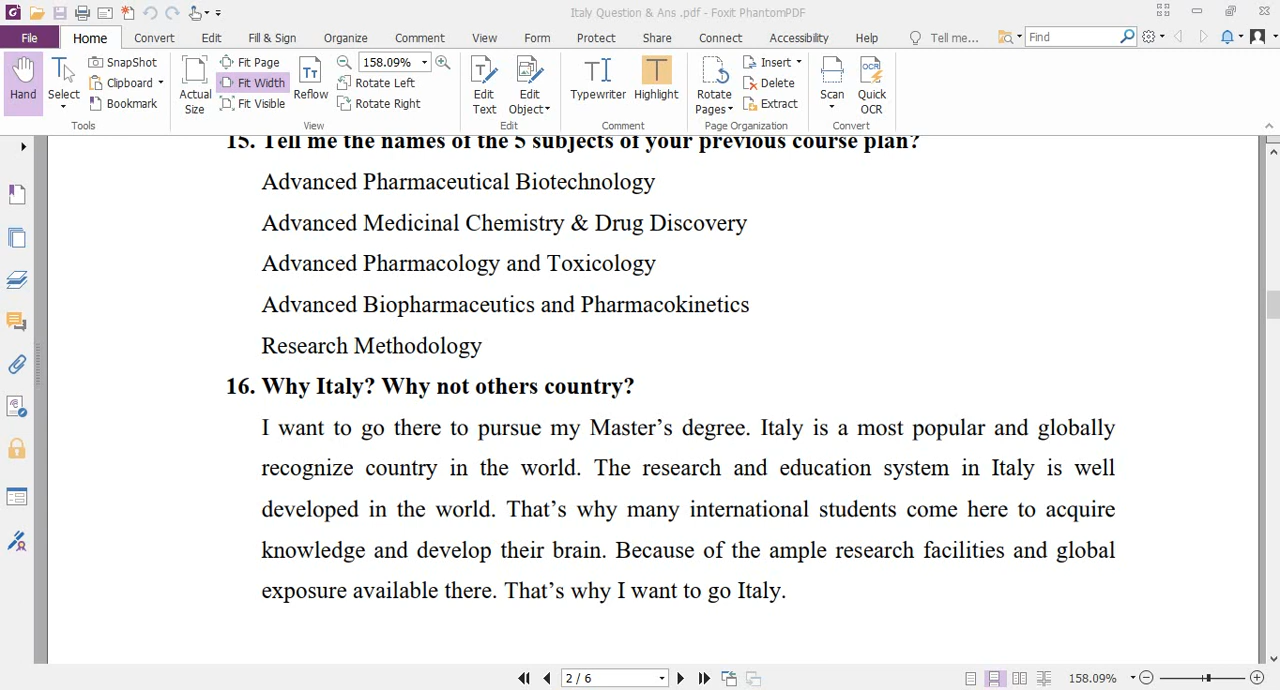 Italy Question & Ans .pdf - Foxit PhantomPDF
File Home Convert Edit Fill & Sign Organize Comment View Form Protect Share Connect Accessibility Help Tell me... Find
Hand
Select
SnapShot
Clipboard
Bookmark
Tools
Actual Size
Fit Page
Fit Width
Fit Visible
Reflow
158.09%
Rotate Left
Rotate Right
View
Edit Text
Edit Object
Edit
Typewriter
Highlight
Comment
Rotate Pages
Insert
Delete
Extract
Page Organization
Scan
Quick OCR
Convert
15. Tell me the names of the 5 subjects of your previous course plan?
Advanced Pharmaceutical Biotechnology
Advanced Medicinal Chemistry & Drug Discovery
Advanced Pharmacology and Toxicology
Advanced Biopharmaceutics and Pharmacokinetics
Research Methodology
16. Why Italy? Why not others country?
I want to go there to pursue my Master's degree. Italy is a most popular and globally
recognize country in the world. The research and education system in Italy is well
developed in the world. That's why many international students come here to acquire
knowledge and develop their brain. Because of the ample research facilities and global
exposure available there. That's why I want to go Italy.
2 / 6
158.09%